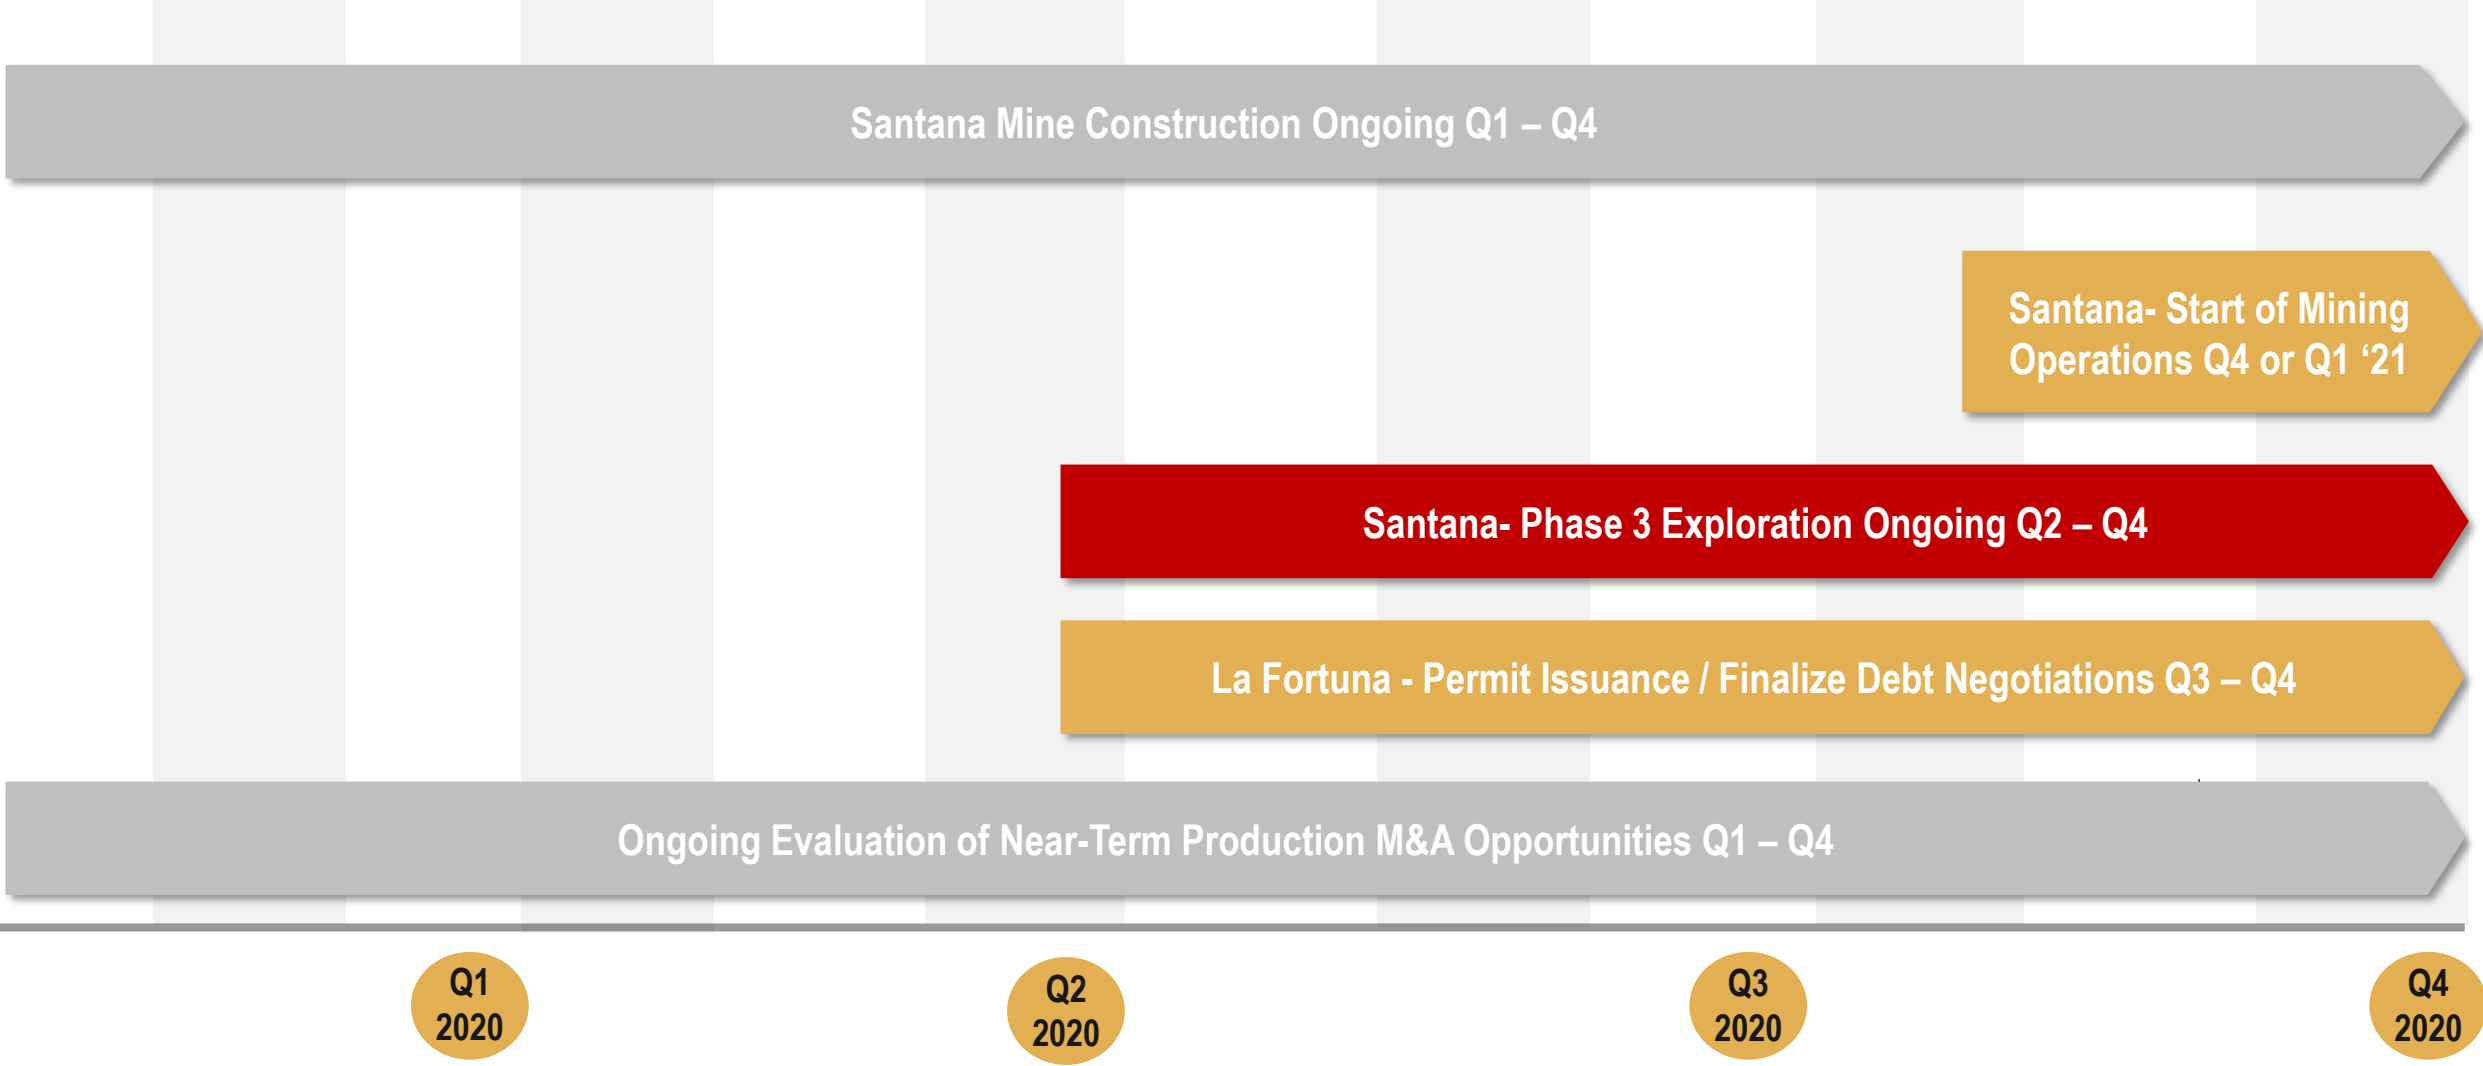 Santana Mine Construction Ongoing Q1 – Q4
Santana- Start of Mining
Operations Q4 or Q1 ‘21
Santana- Phase 3 Exploration Ongoing Q2 – Q4
La Fortuna - Permit Issuance / Finalize Debt Negotiations Q3 – Q4
Ongoing Evaluation of Near-Term Production M&A Opportunities Q1 – Q4
Q1
2020
Q2
2020
Q3
2020
Q4
2020